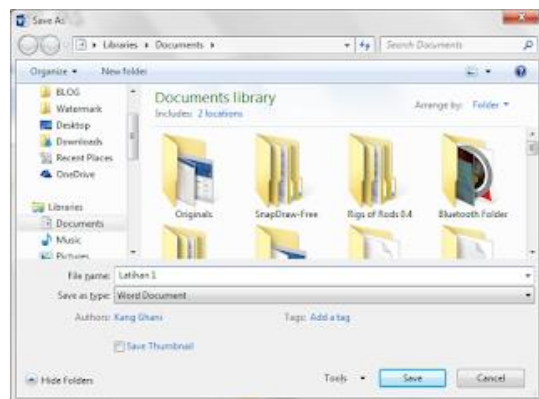 Save As
Libraries Documents Search Documents
Organize New folder
BLOG
Watermark
Desktop
Downloads
Recent Places
OneDrive
Libraries
Documents
Music
Pictures
Documents library
Includes: 2 locations
Arrange by: Folder
Originals SnapDraw-Free Rigs of Rods 0.4 Bluetooth Folder
File name: Latihan 1
Save as type: Word Document
Authors: Kang Ghani Tags: Add a tag
Save Thumbnail
Hide Folders Tools Save Cancel